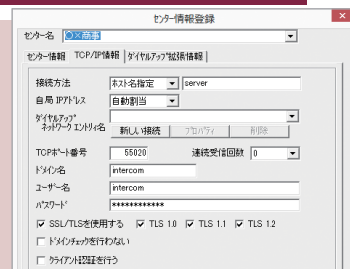 センター情報登録
センター名 ○×商事
センター情報 TCP/IP情報 ダイヤルアップ拡張情報
接続方法 ホスト名指定 server
自局 IPアドレス 自動割当
ダイヤルアップ
ネットワーク エントリィ名 新しい接続 プロパティ 削除
TCPポート番号 55020 連続受信回数 0
ドメイン名 intercom
ユーザー名 intercom
パスワード ************
SSL/TLSを使用する TLS 1.0 TLS 1.1 TLS 1.2
ドメインチェックを行わない
クライアント認証を行う